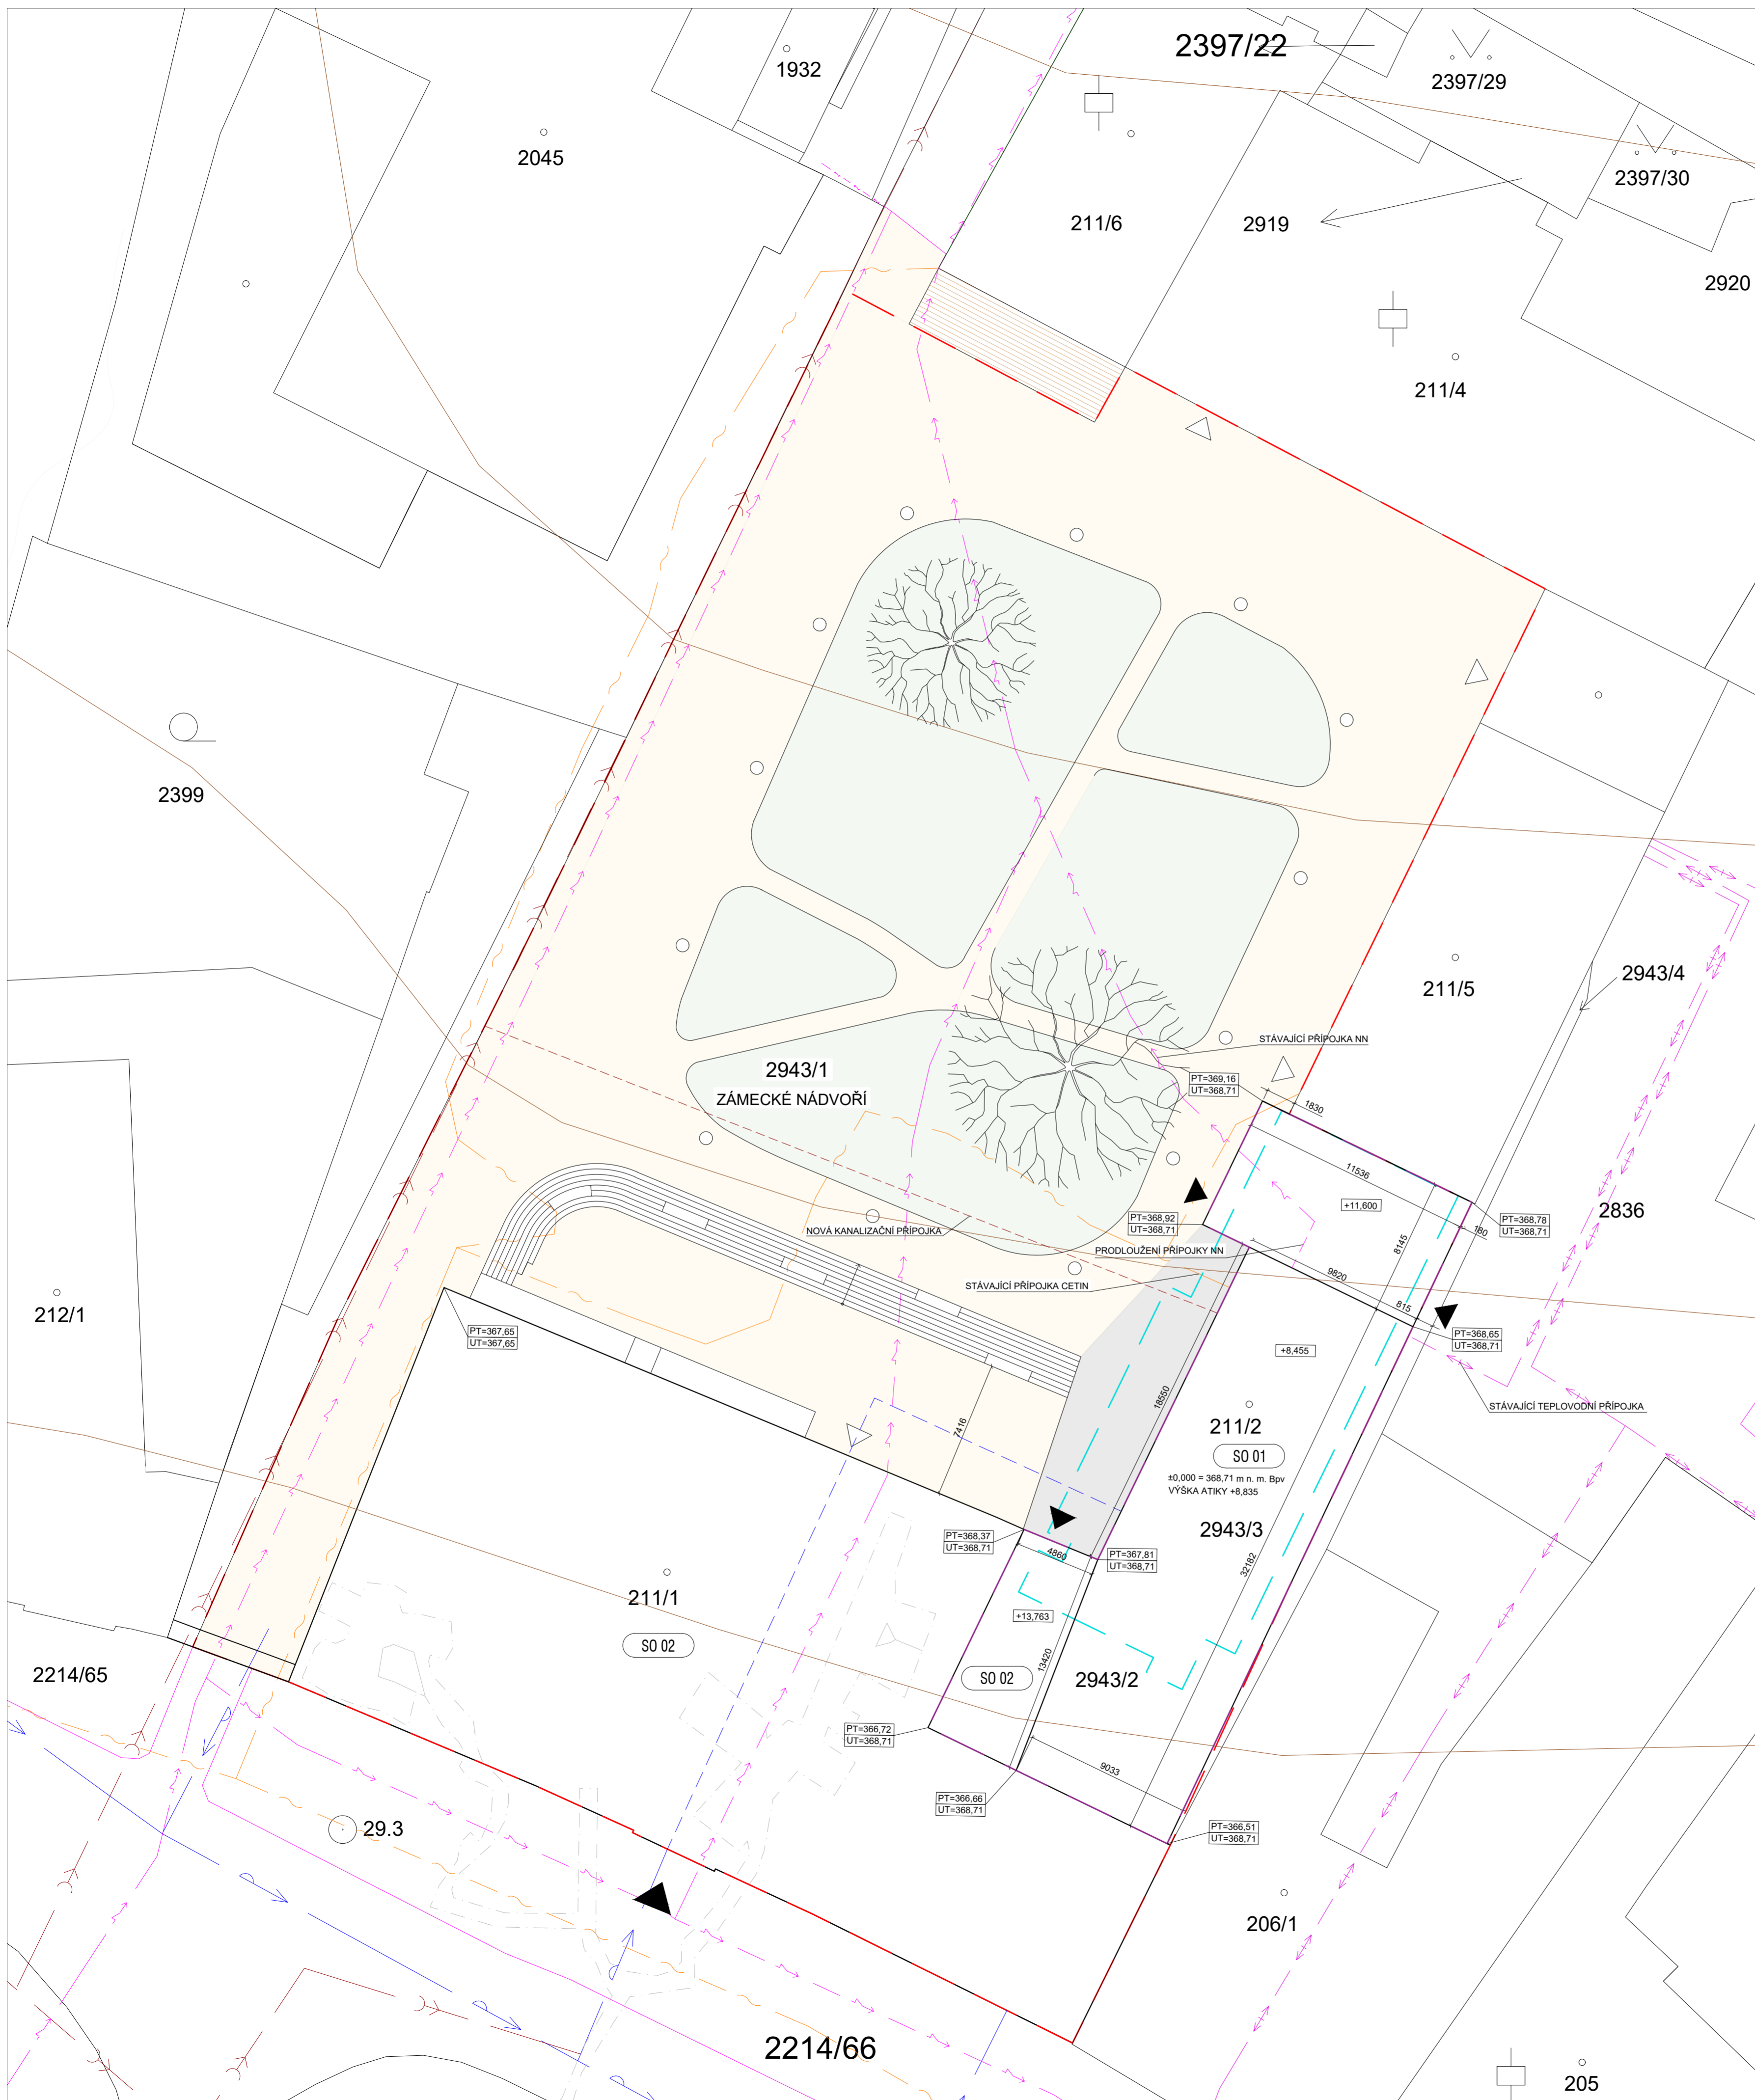 2397/22
1932
2397/29
2045
2397/30
211/6
2919
2920
211/4
2399
2943/4
211/5
STÁVAJÍCÍ PŘÍPOJKA NN
2943/1
ZÁMECKÉ NÁDVOŘÍ
PT=369,16
UT=368,71
1830
11536
+11,600
2836
PT=368,92
UT=368,71
PT=368,78
UT=368,71
180
NOVÁ KANALIZAČNÍ PŘÍPOJKA
8145
PRODLOUŽENÍ PŘÍPOJKY NN
9820
STÁVAJÍCÍ PŘÍPOJKA CETIN
815
212/1
PT=367,65
UT=367,65
PT=368,65
UT=368,71
+8,455
18550
STÁVAJÍCÍ TEPLOVODNÍ PŘÍPOJKA
7416
211/2
SO 01
±0,000 = 368,71 m n. m. Bpv
VÝŠKA ATIKY +8,835
2943/3
PT=368,37
UT=368,71
4860
PT=367,81
UT=368,71
32182
211/1
+13,763
SO 02
13420
2214/65
SO 02
2943/2
PT=366,72
UT=368,71
9033
PT=366,66
UT=368,71
29.3
PT=366,51
UT=368,71
206/1
2214/66
205